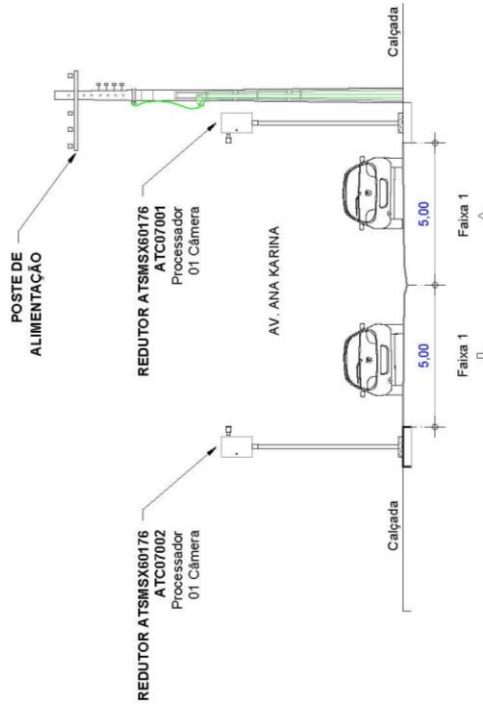 POSTE DE
ALIMENTAÇÃO
REDUTOR ATSMSX60176
ATC07001
Processador
01 Câmera
REDUTOR ATSMSX60176
ATC07002
Processador
01 Câmera
AV. ANA KARINA
Calçada
Calçada
5,00
5,00
Faixa 1
Faixa 1